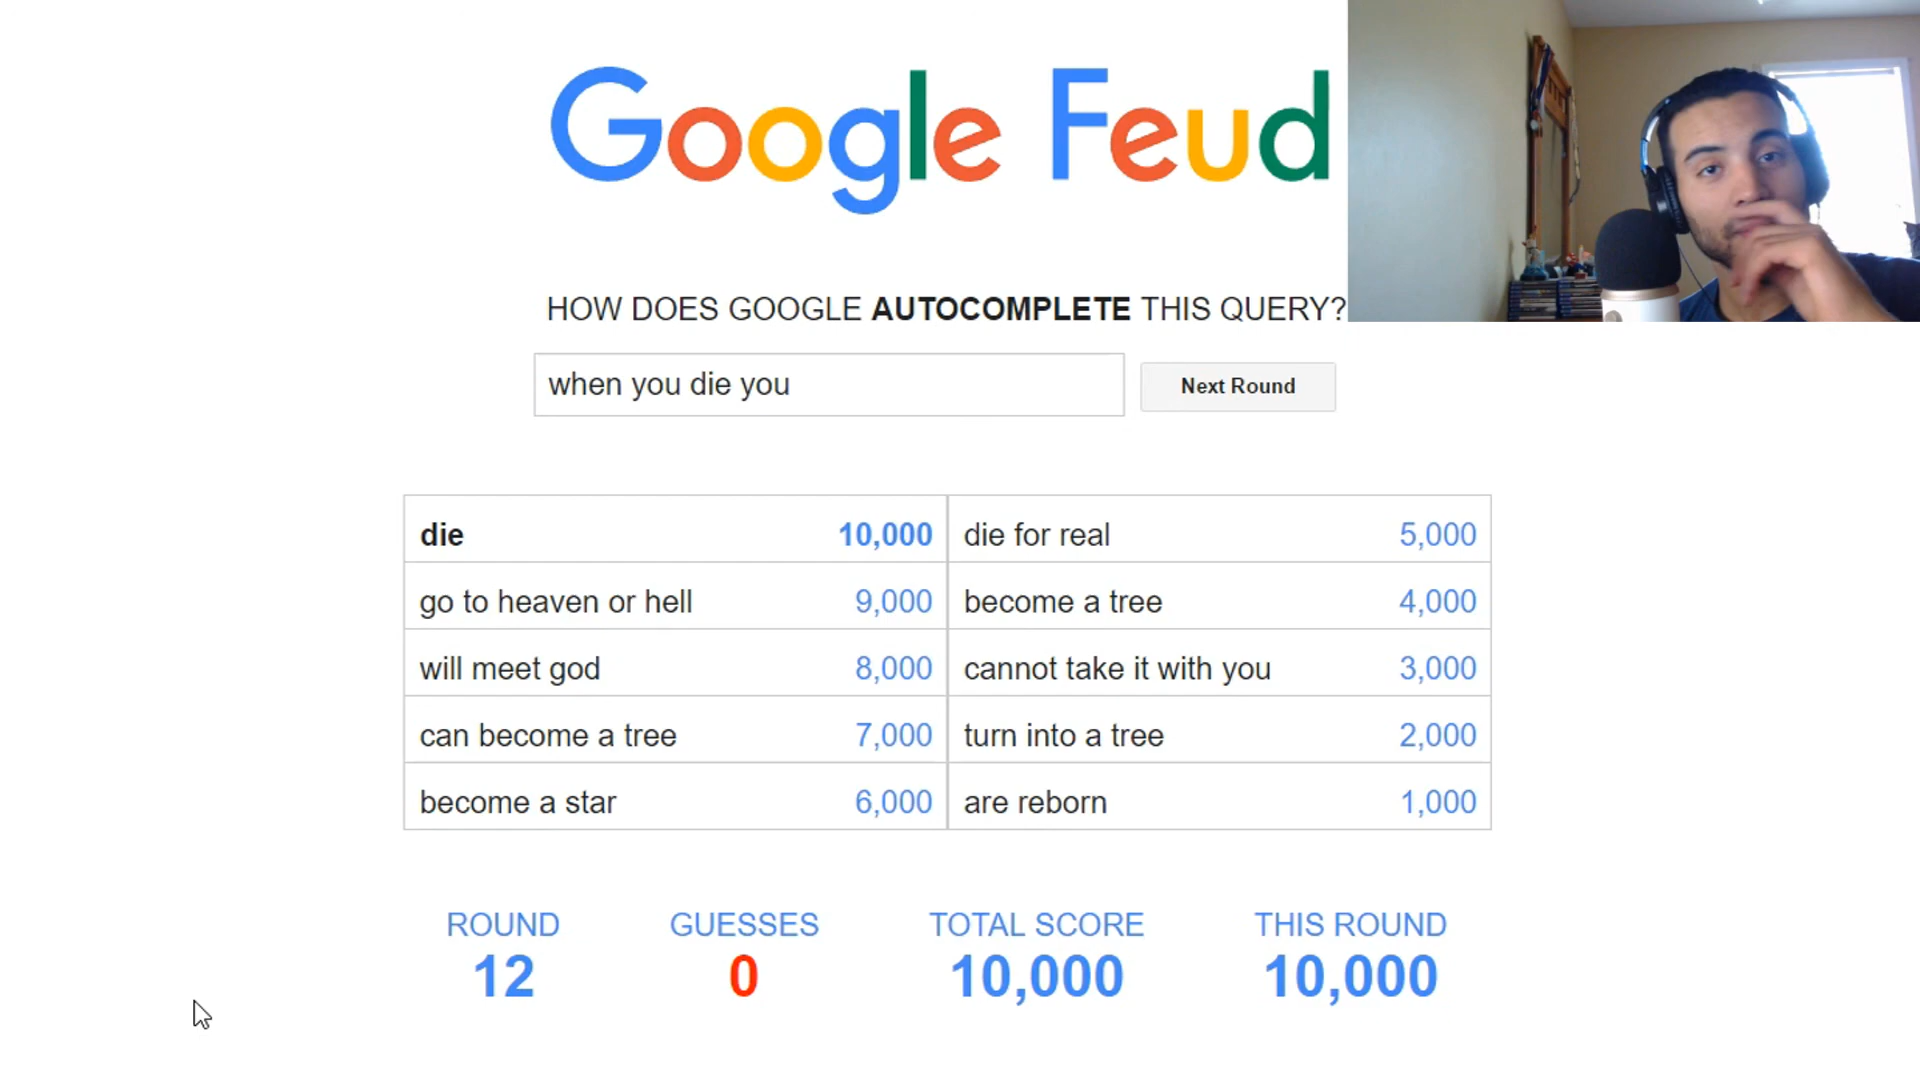 Google Feud
HOW DOES GOOGLE AUTOCOMPLETE THIS QUERY?
when you die you
Next Round
die 10,000
go to heaven or hell 9,000
will meet god 8,000
can become a tree 7,000
become a star 6,000
die for real 5,000
become a tree 4,000
cannot take it with you 3,000
turn into a tree 2,000
are reborn 1,000
ROUND
12
GUESSES
0
TOTAL SCORE
10,000
THIS ROUND
10,000